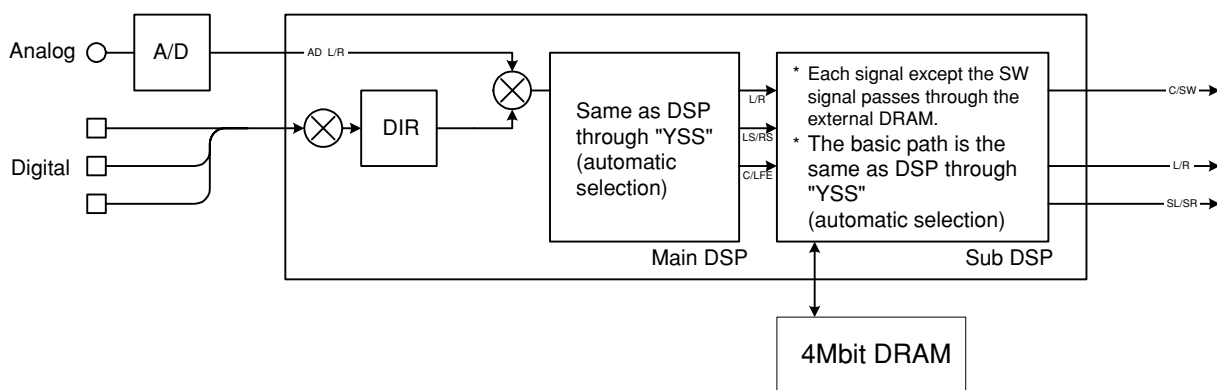 Analog
A/D
AD L/R
Digital
DIR
Same as DSP
through "YSS"
(automatic
selection)
Main DSP
L/R
LS/RS
C/LFE
* Each signal except the SW
signal passes through the
external DRAM.
* The basic path is the
same as DSP through
"YSS"
(automatic selection)
Sub DSP
C/SW
L/R
SL/SR
4Mbit DRAM